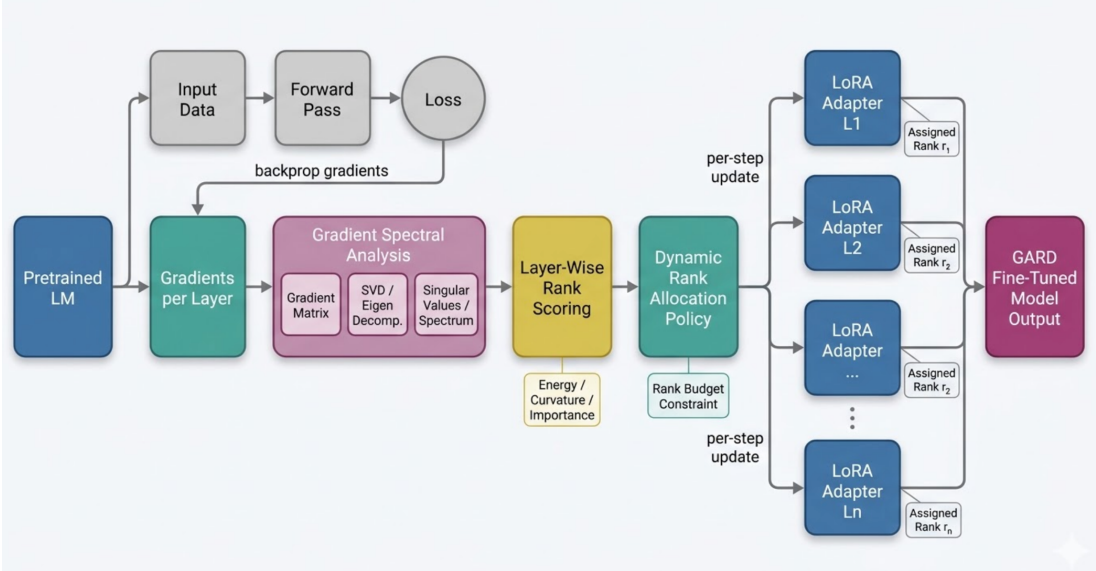 Input
Data
Forward
Pass
Loss
backprop gradients
Pretrained
LM
Gradients
per Layer
Gradient Spectral
Analysis
Gradient
Matrix
SVD /
Eigen
Decomp.
Singular
Values /
Spectrum
Layer-Wise
Rank
Scoring
Energy /
Curvature /
Importance
Dynamic
Rank
Allocation
Policy
Rank Budget
Constraint
per-step
update
per-step
update
LoRA
Adapter
L1
Assigned
Rank r₁
LoRA
Adapter
L2
Assigned
Rank r₂
LoRA
Adapter
...
Assigned
Rank r₂
LoRA
Adapter
Ln
Assigned
Rank rₙ
GARD
Fine-Tuned
Model
Output